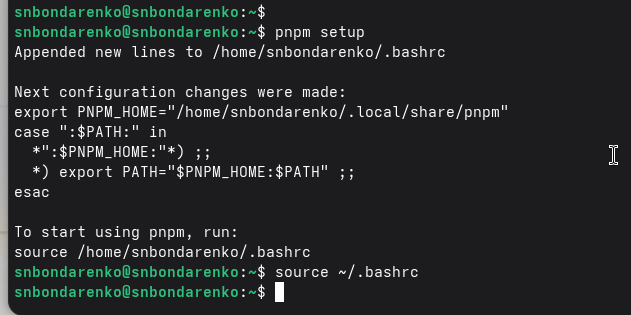 snbondarenko@snbondarenko:~$
snbondarenko@snbondarenko:~$ pnpm setup
Appended new lines to /home/snbondarenko/.bashrc

Next configuration changes were made:
export PNPM_HOME="/home/snbondarenko/.local/share/pnpm"
case ":$PATH:" in
  *":$PNPM_HOME:"*) ;;
  *) export PATH="$PNPM_HOME:$PATH" ;;
esac

To start using pnpm, run:
source /home/snbondarenko/.bashrc
snbondarenko@snbondarenko:~$ source ~/.bashrc
snbondarenko@snbondarenko:~$